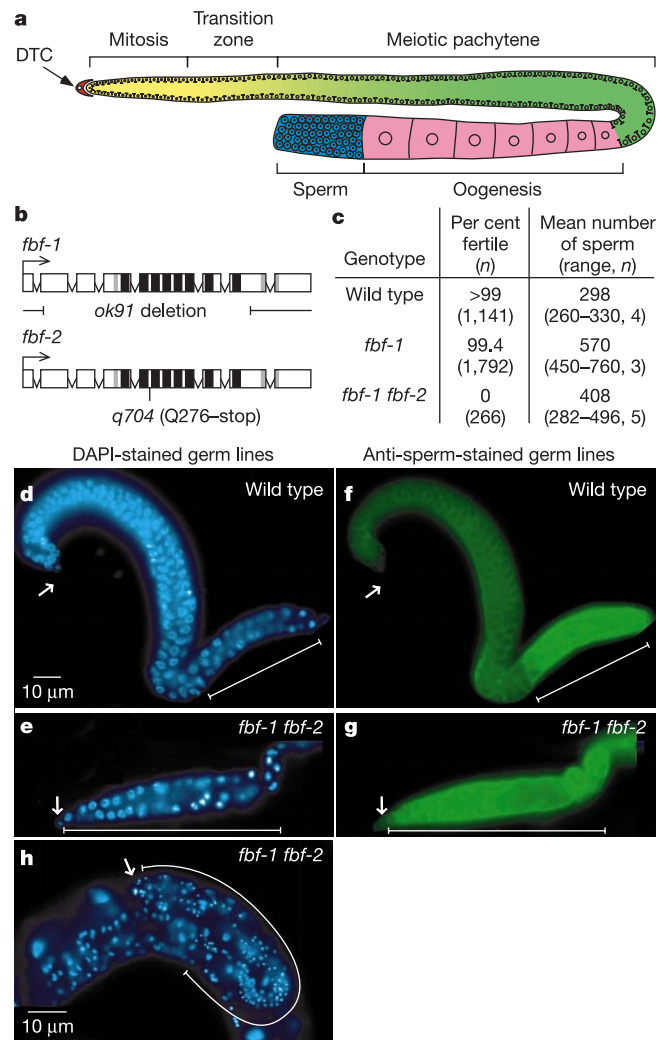 a
Mitosis
Transition
zone
Meiotic pachytene
DTC
Sperm
Oogenesis
b
fbf-1
ok91 deletion
fbf-2
q704 (Q276–stop)
c
Genotype
Per cent
fertile
(n)
Mean number
of sperm
(range, n)
Wild type
>99
(1,141)
298
(260–330, 4)
fbf-1
99.4
(1,792)
570
(450–760, 3)
fbf-1 fbf-2
0
(266)
408
(282–496, 5)
DAPI-stained germ lines
Anti-sperm-stained germ lines
d
Wild type
10 µm
f
Wild type
e
fbf-1 fbf-2
g
fbf-1 fbf-2
h
fbf-1 fbf-2
10 µm